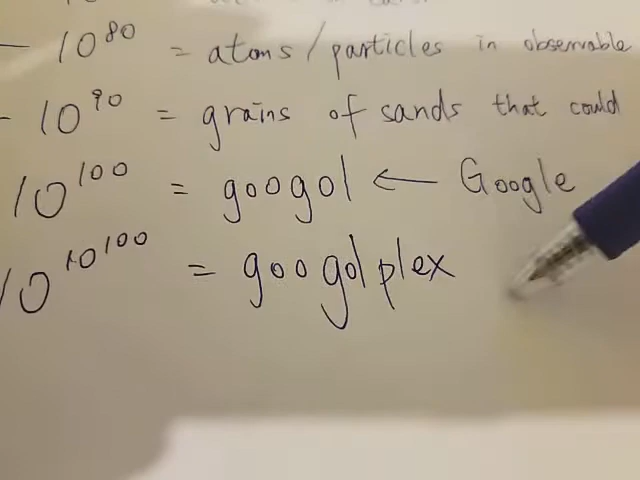 - 10^80 = atoms/particles in observable
- 10^90 = grains of sands that could
10^100 = googol ← Google
10^10^100 = googolplex